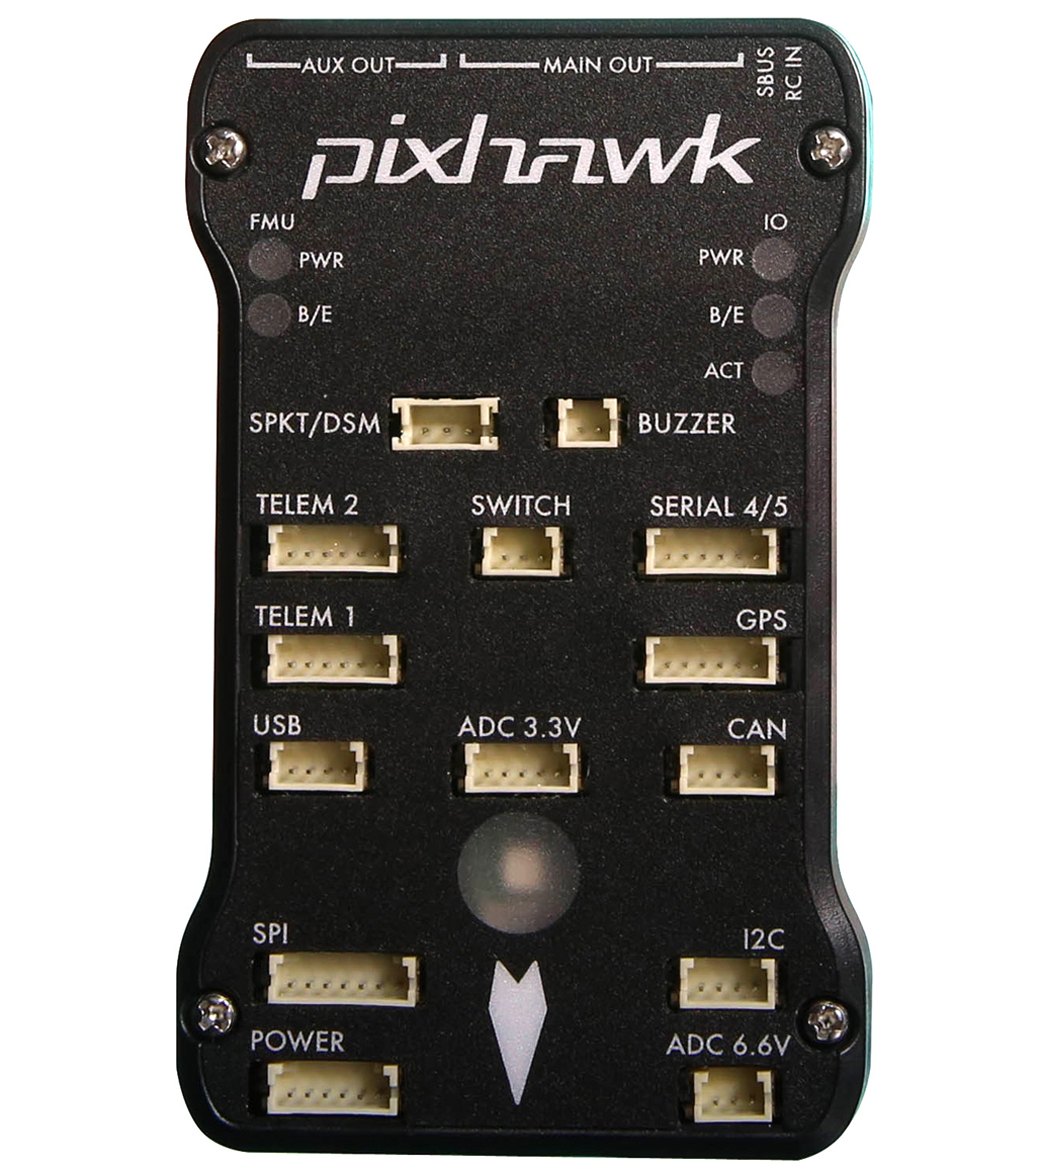 AUX OUT MAIN OUT
SBUS
RC IN
pixhawk
FMU IO
PWR PWR
B/E B/E
ACT
SPKT/DSM BUZZER
TELEM 2 SWITCH SERIAL 4/5
TELEM 1 GPS
USB ADC 3.3V CAN
SPI I2C
POWER ADC 6.6V